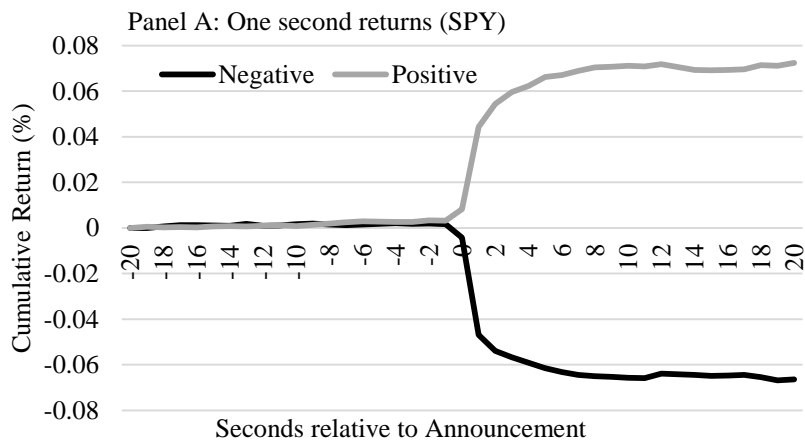 Panel A: One second returns (SPY)
Negative
Positive
Cumulative Return (%)
0.08
0.06
0.04
0.02
0
-0.02
-0.04
-0.06
-0.08
-20 -18 -16 -14 -12 -10 -8 -6 -4 -2 0 2 4 6 8 10 12 14 16 18 20
Seconds relative to Announcement